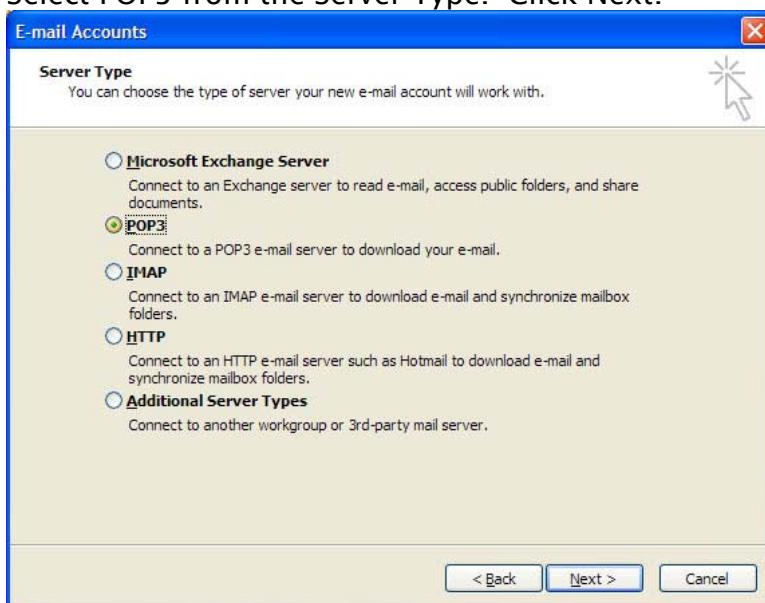 Select POP3 from the Server Type. Click Next.
E-mail Accounts
Server Type
You can choose the type of server your new e-mail account will work with.
Microsoft Exchange Server
Connect to an Exchange server to read e-mail, access public folders, and share
documents.
POP3
Connect to a POP3 e-mail server to download your e-mail.
IMAP
Connect to an IMAP e-mail server to download e-mail and synchronize mailbox
folders.
HTTP
Connect to an HTTP e-mail server such as Hotmail to download e-mail and
synchronize mailbox folders.
Additional Server Types
Connect to another workgroup or 3rd-party mail server.
< Back Next > Cancel